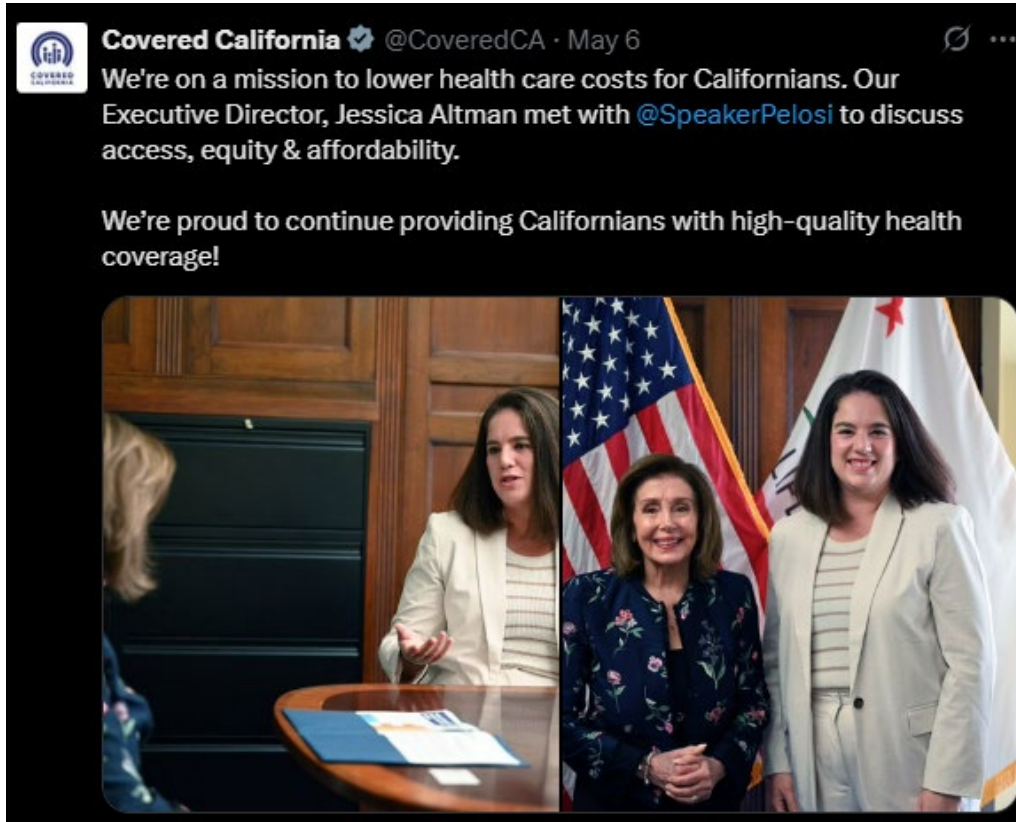 Covered California @CoveredCA · May 6
COVERED
CALIFORNIA
We're on a mission to lower health care costs for Californians. Our
Executive Director, Jessica Altman met with @SpeakerPelosi to discuss
access, equity & affordability.
We’re proud to continue providing Californians with high-quality health
coverage!